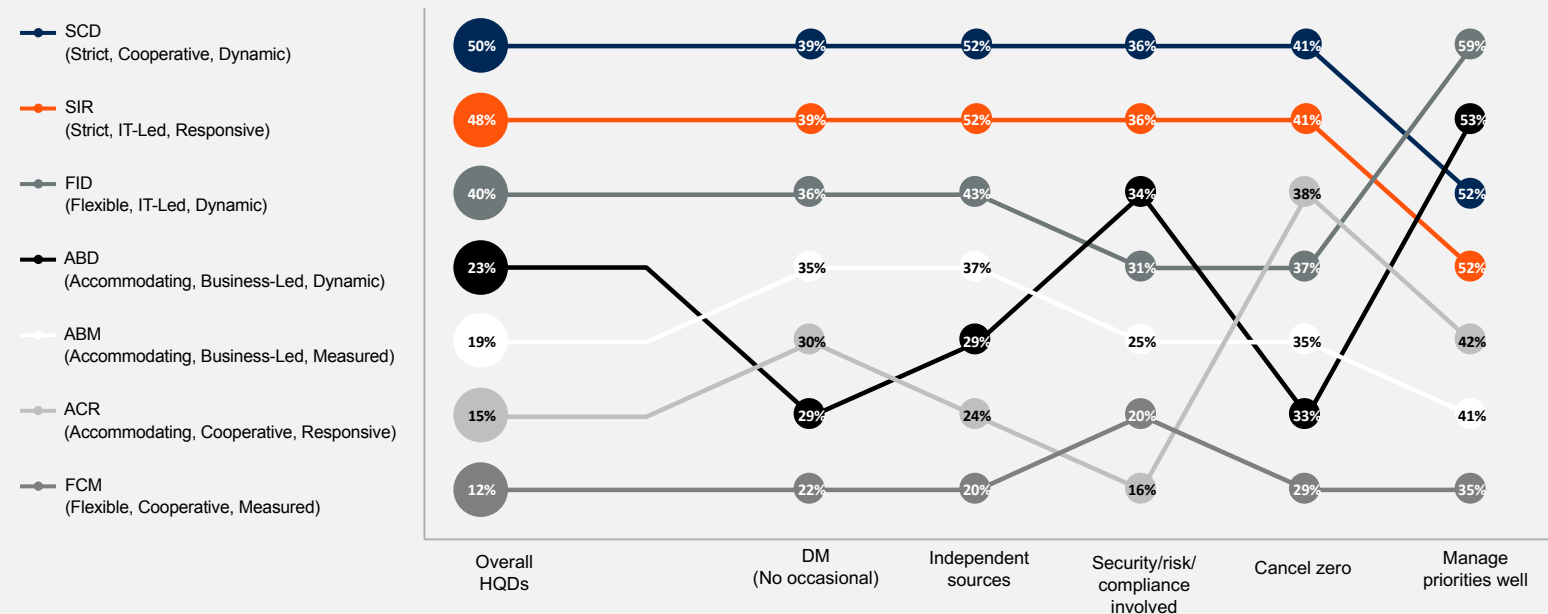 SCD
(Strict, Cooperative, Dynamic)
SIR
(Strict, IT-Led, Responsive)
FID
(Flexible, IT-Led, Dynamic)
ABD
(Accommodating, Business-Led, Dynamic)
ABM
(Accommodating, Business-Led, Measured)
ACR
(Accommodating, Cooperative, Responsive)
FCM
(Flexible, Cooperative, Measured)
50% 39% 52% 36% 41% 59%
48% 39% 52% 36% 41% 53%
40% 36% 43% 34% 38% 52%
23% 35% 37% 31% 37% 52%
19% 30% 29% 25% 35% 42%
15% 29% 24% 20% 33% 41%
12% 22% 20% 16% 29% 35%
Overall
HQDs
DM
(No occasional)
Independent
sources
Security/risk/
compliance
involved
Cancel zero
Manage
priorities well